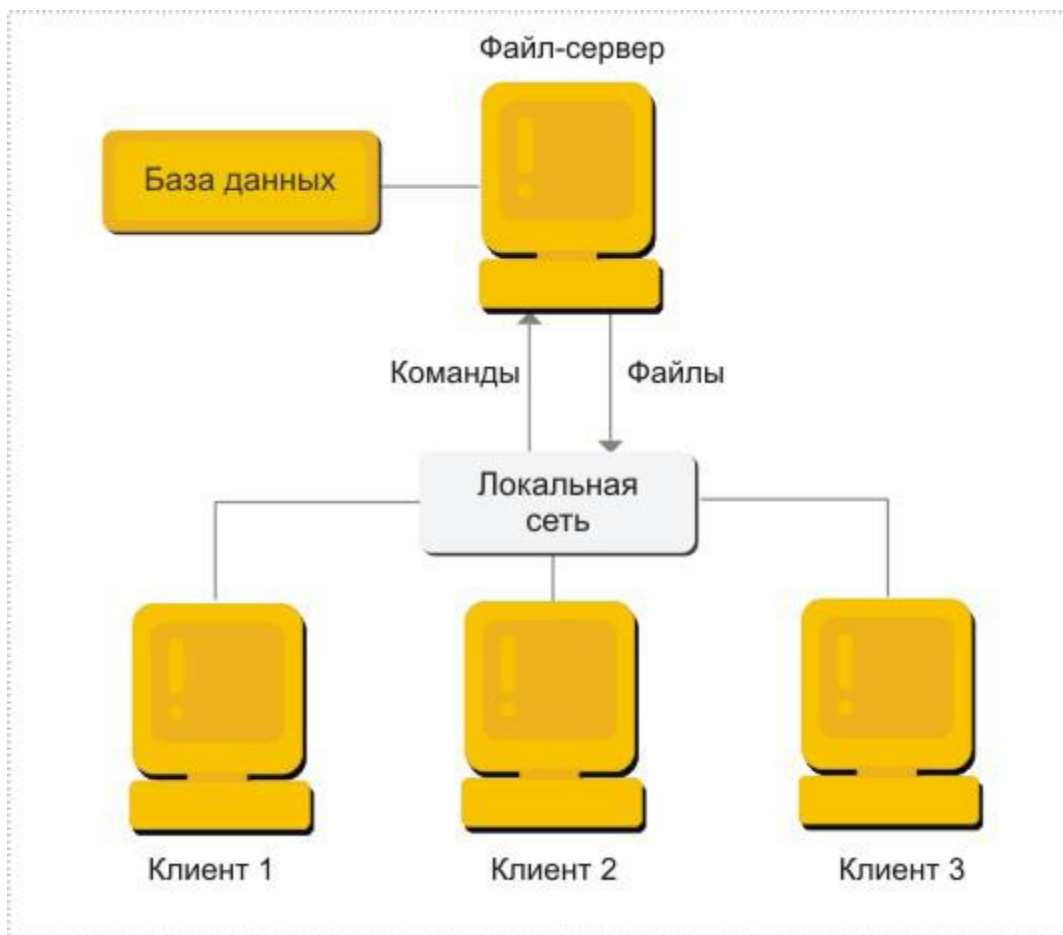 Файл-сервер
База данных
Команды
Файлы
Локальная
сеть
Клиент 1
Клиент 2
Клиент 3